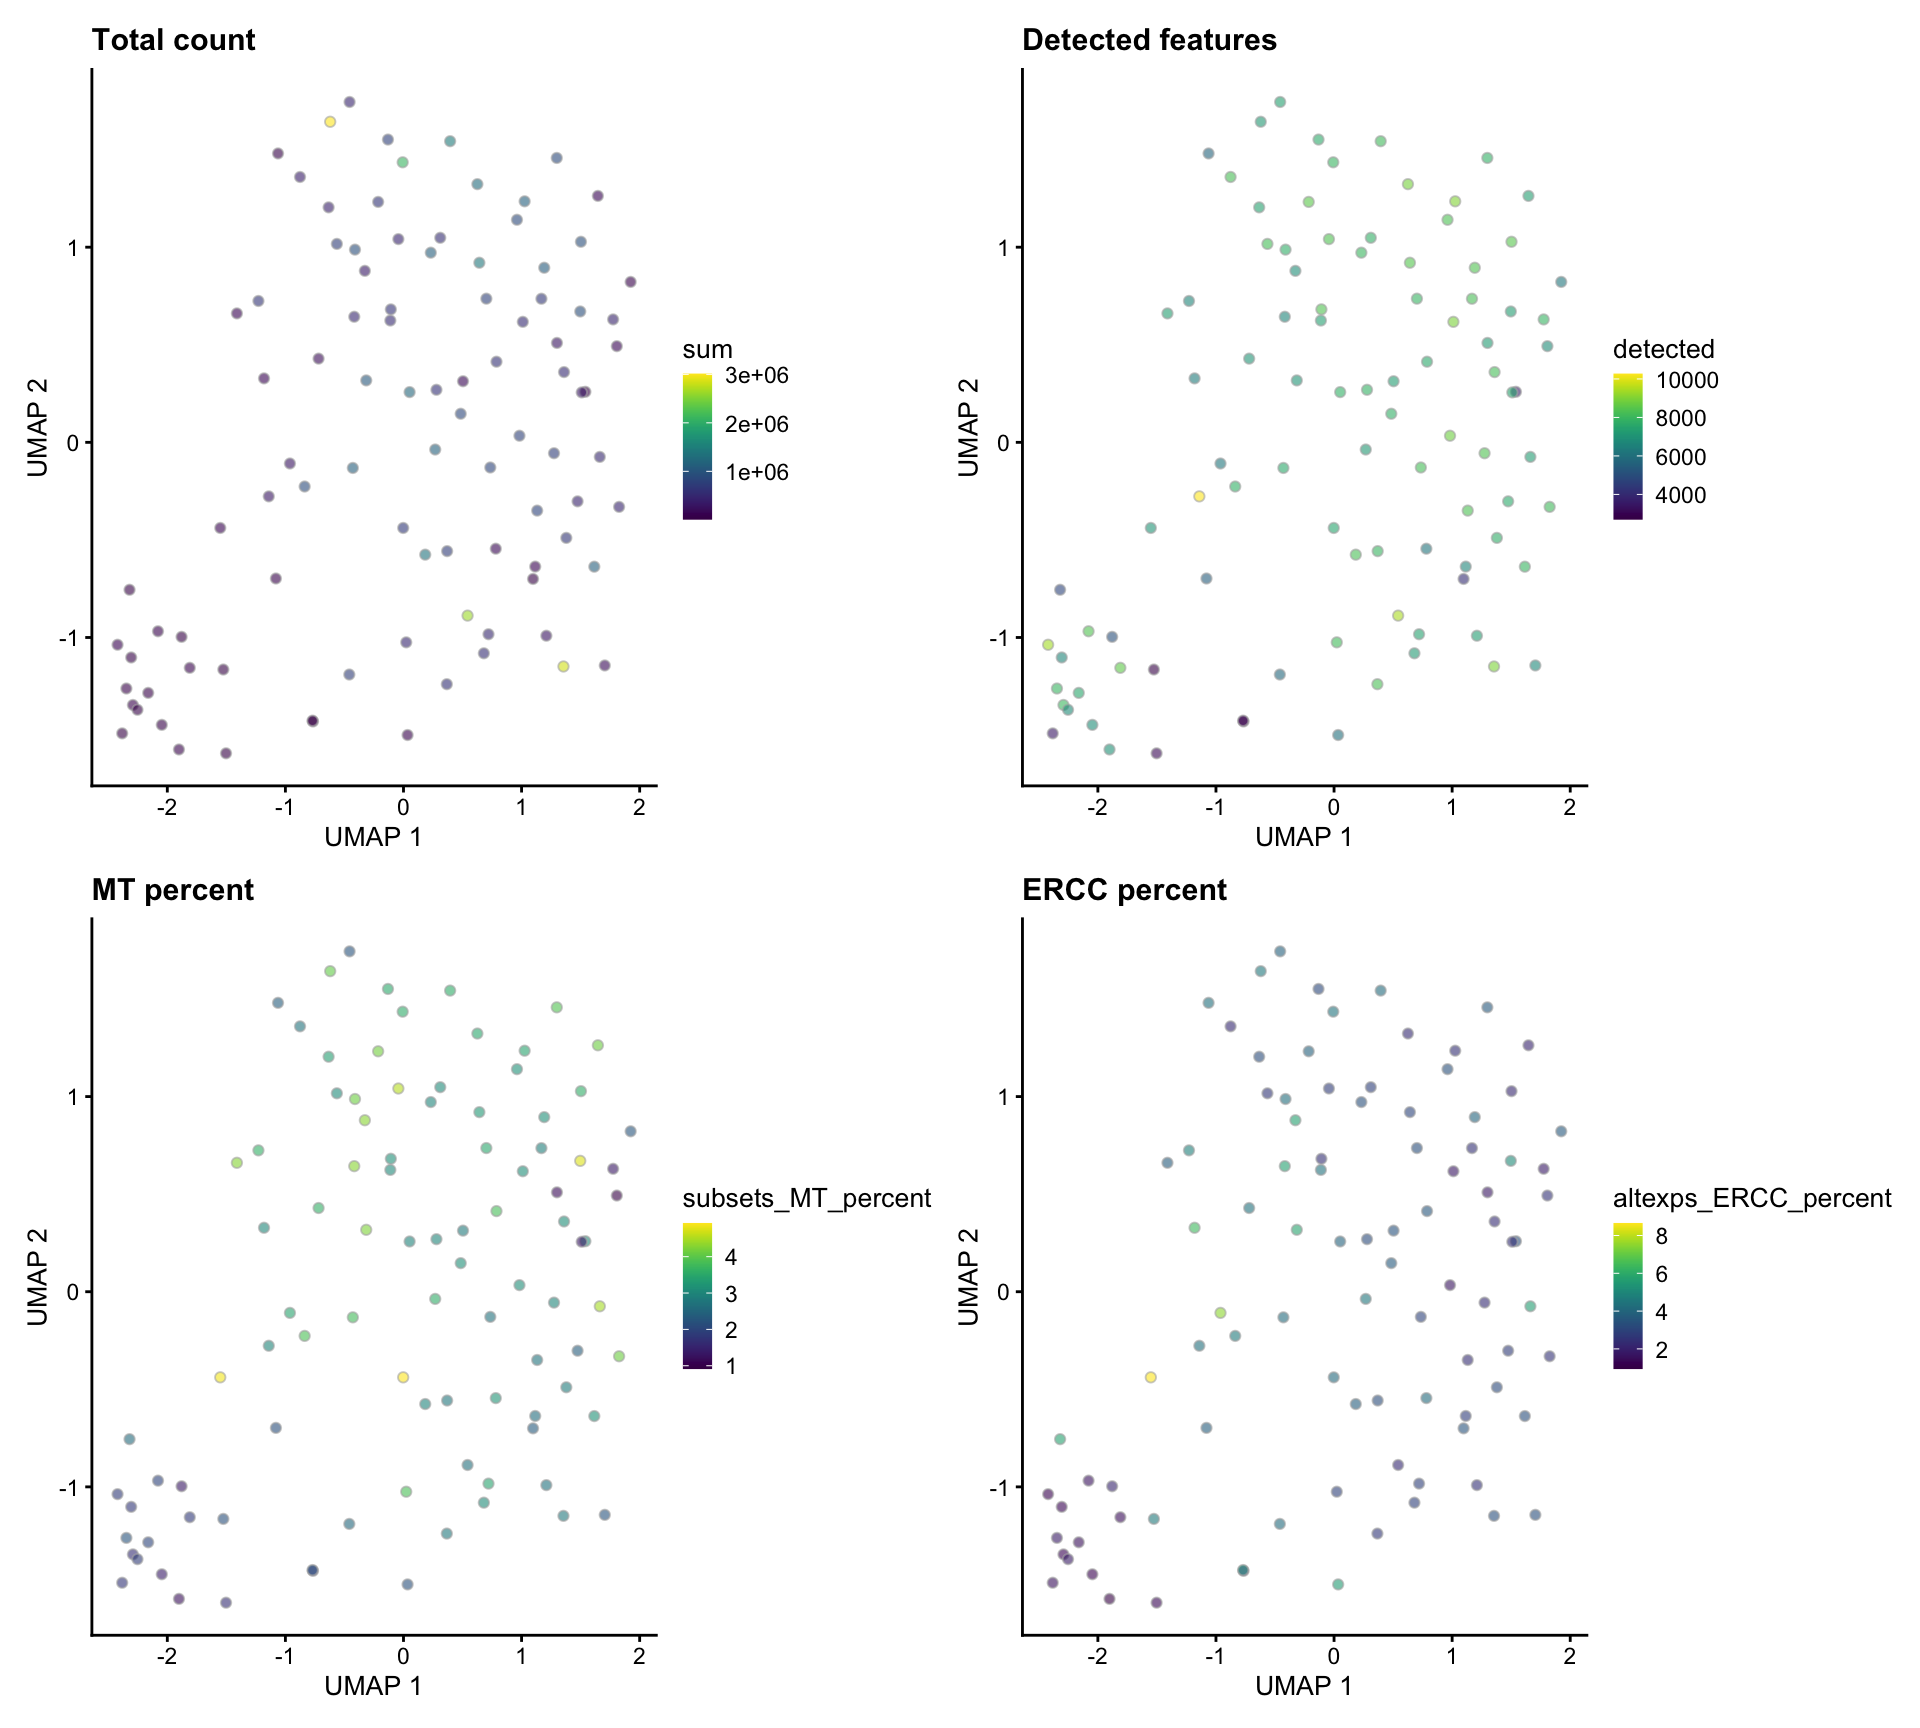 Total count
UMAP 2
1
0
-1
-2
-1
0
1
2
UMAP 1
sum
3e+06
2e+06
1e+06
Detected features
UMAP 2
1
0
-1
-2
-1
0
1
2
UMAP 1
detected
10000
8000
6000
4000
MT percent
UMAP 2
1
0
-1
-2
-1
0
1
2
UMAP 1
subsets_MT_percent
4
3
2
1
ERCC percent
UMAP 2
1
0
-1
-2
-1
0
1
2
UMAP 1
altexps_ERCC_percent
8
6
4
2